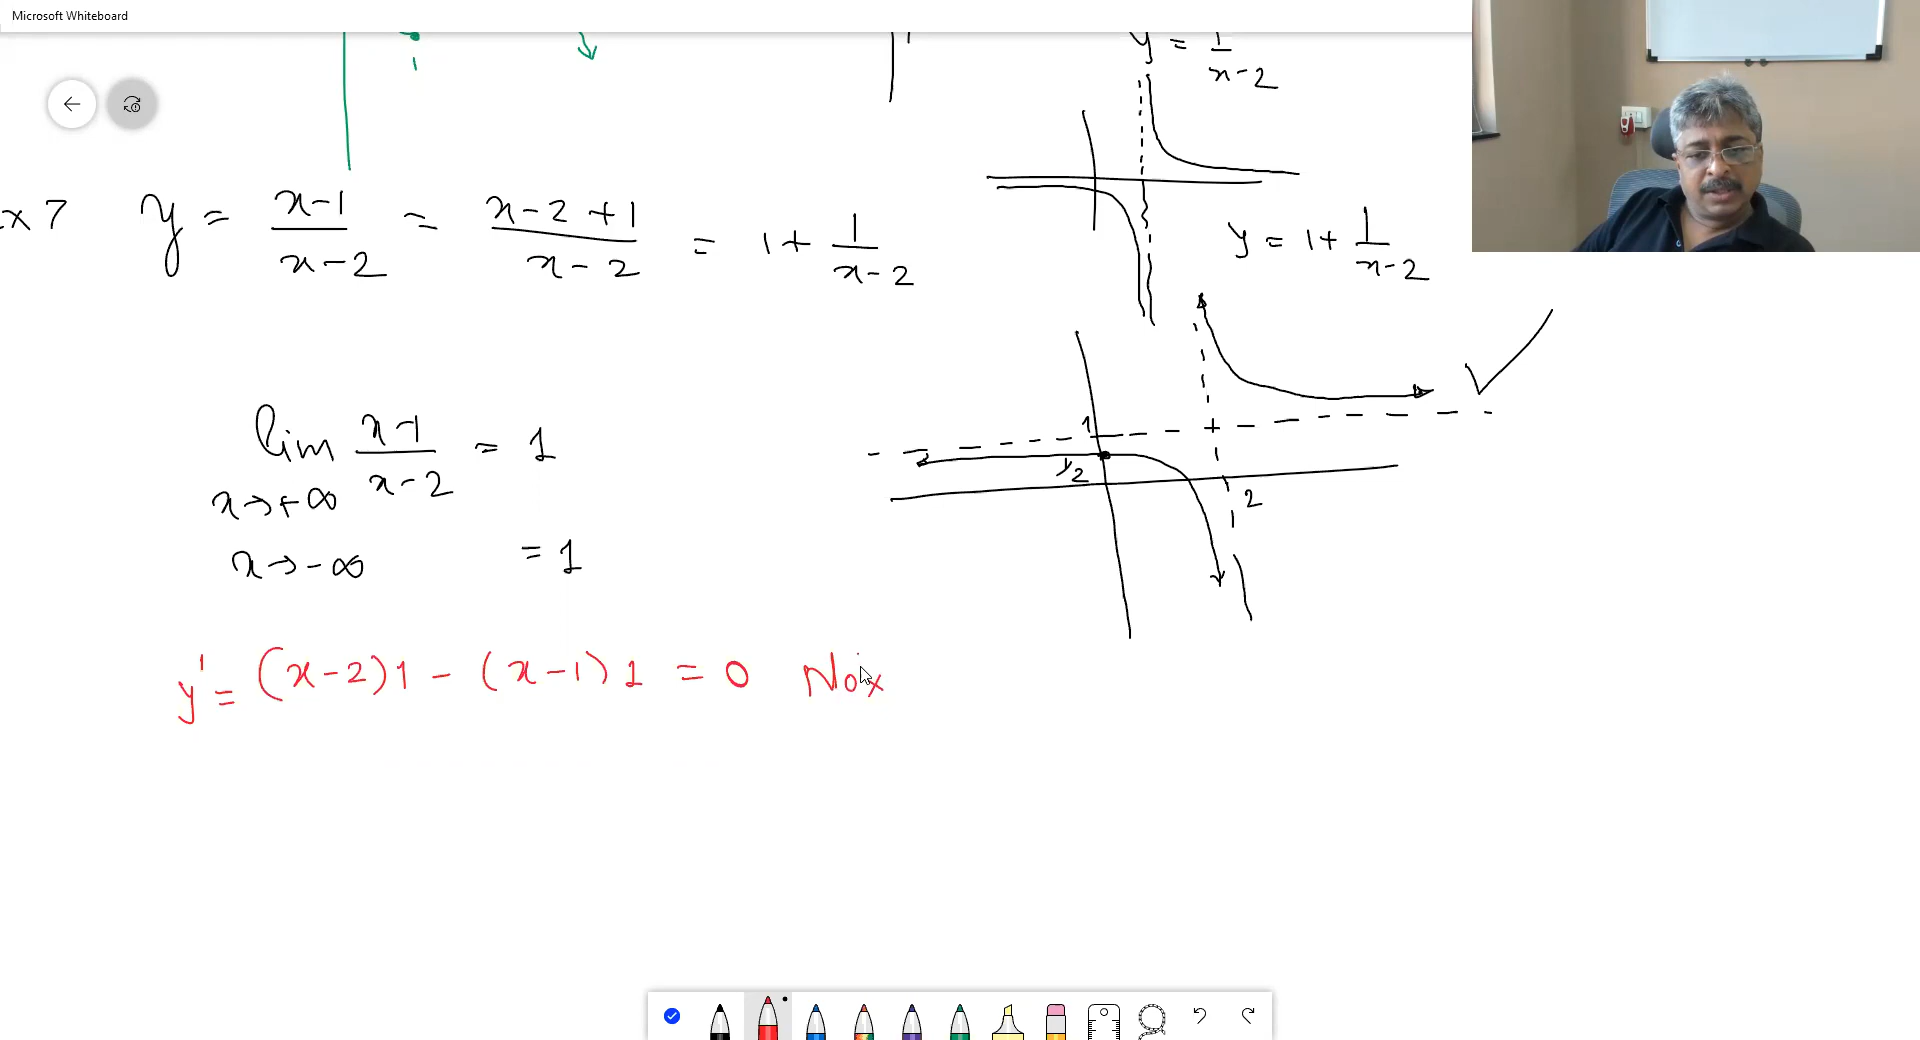 Microsoft Whiteboard
y = 1/(x-2)
Ex 7 y = (x-1)/(x-2) = (x-2+1)/(x-2) = 1 + 1/(x-2)
y = 1 + 1/(x-2)
lim (x-1)/(x-2) = 1
x→+∞
x→-∞ = 1
1
1/2
2
y' = (x-2)1 - (x-1)1 = 0 No x